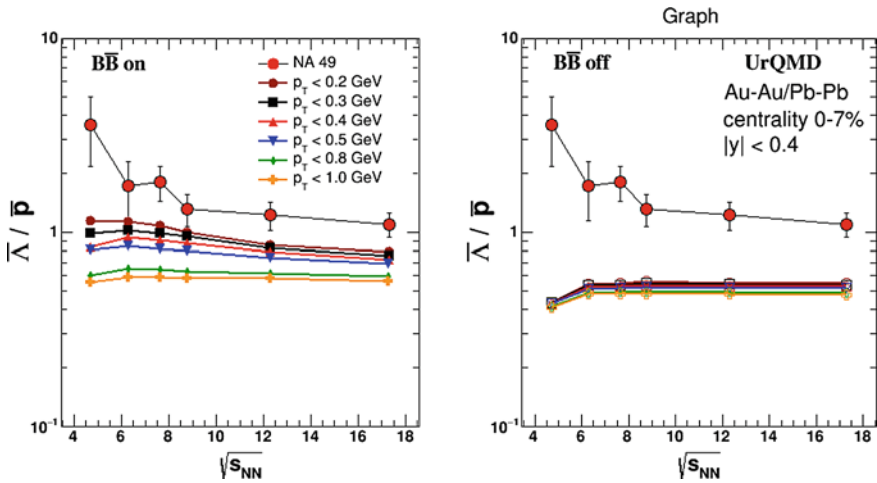 Graph
10
BB̅ on
NA 49
p_T < 0.2 GeV
p_T < 0.3 GeV
p_T < 0.4 GeV
p_T < 0.5 GeV
p_T < 0.8 GeV
p_T < 1.0 GeV
1
10⁻¹
Λ̅ / p̅
4 6 8 10 12 14 16 18
√s_NN
10
BB̅ off
UrQMD
Au-Au/Pb-Pb
centrality 0-7%
|y| < 0.4
1
10⁻¹
Λ̅ / p̅
4 6 8 10 12 14 16 18
√s_NN